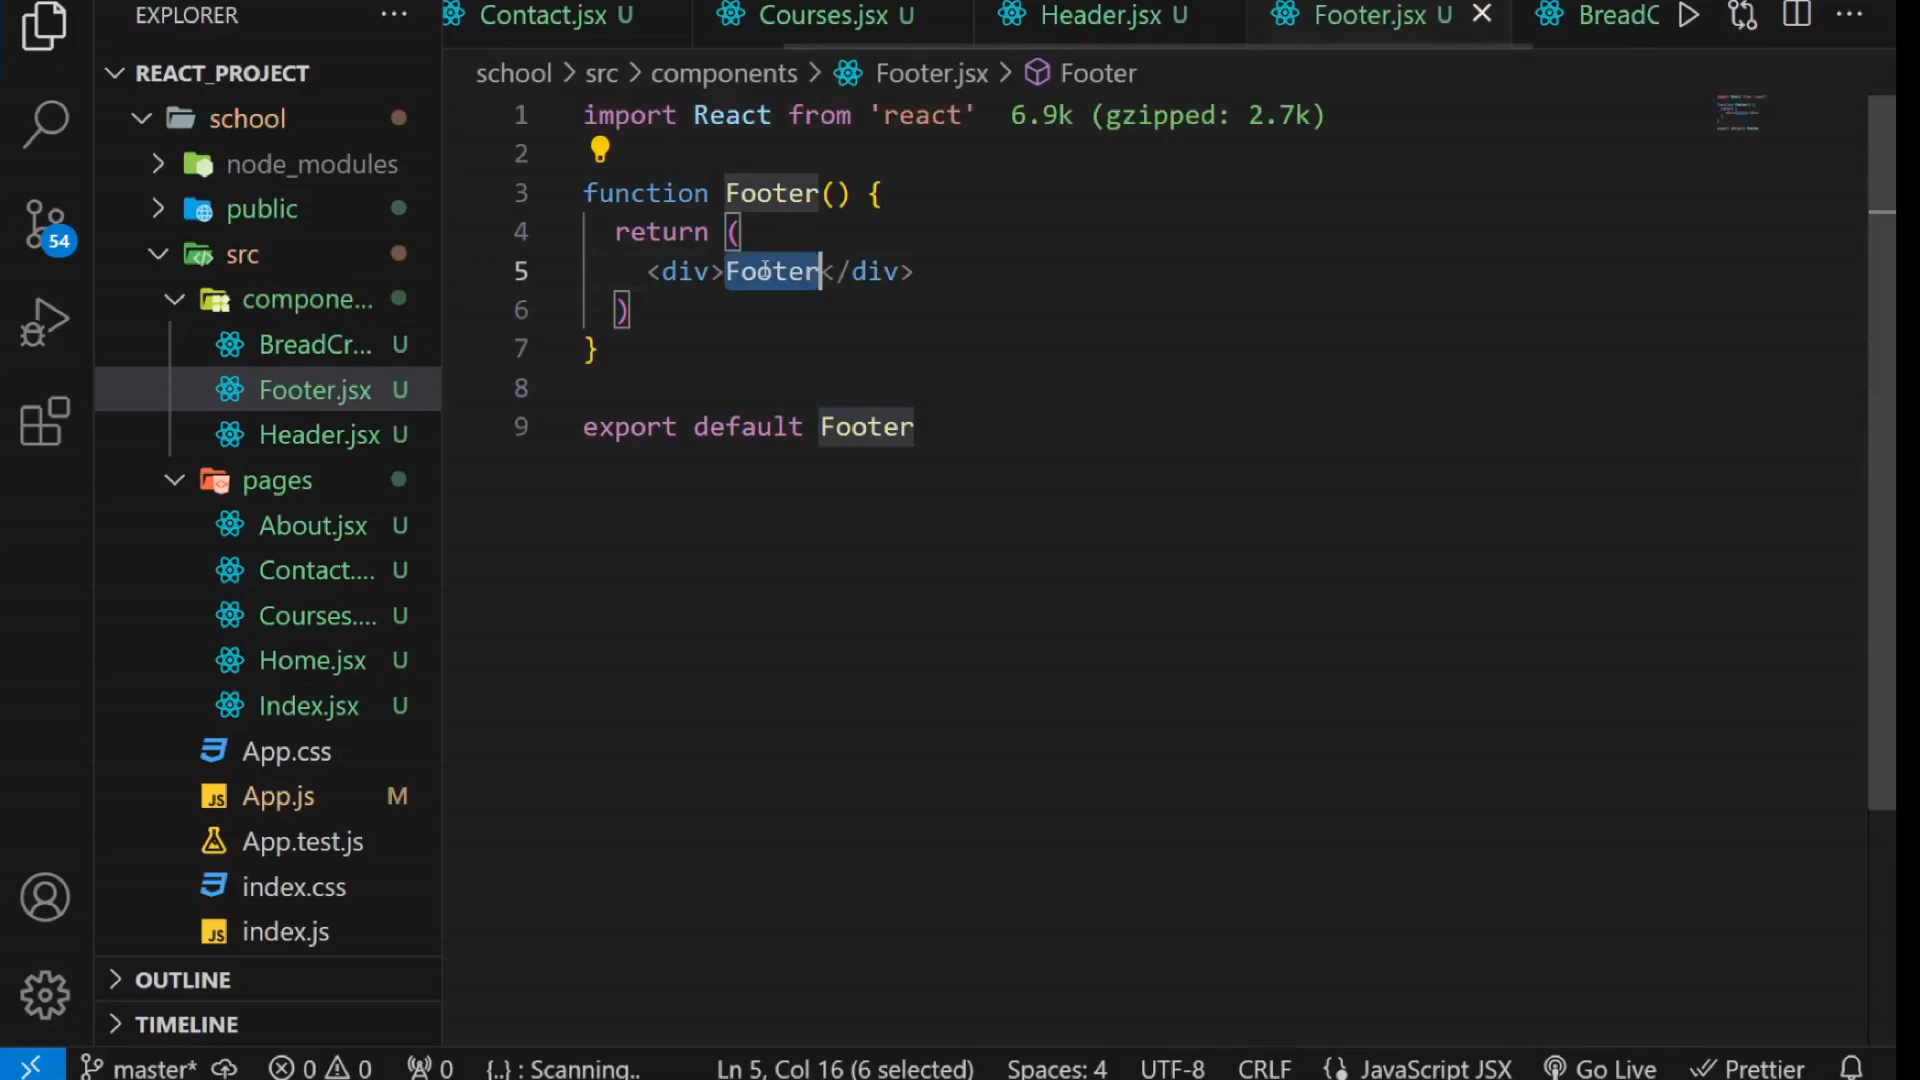 EXPLORER
...
Contact.jsx U
Courses.jsx U
Header.jsx U
Footer.jsx U
BreadC
REACT_PROJECT
school
node_modules
public
src
compone...
BreadCr... U
Footer.jsx U
Header.jsx U
pages
About.jsx U
Contact.... U
Courses.... U
Home.jsx U
Index.jsx U
App.css
JS App.js M
App.test.js
index.css
JS index.js
OUTLINE
TIMELINE
54
school > src > components > Footer.jsx > Footer
1 import React from 'react' 6.9k (gzipped: 2.7k)
2
3 function Footer() {
4 return (
5 <div>Footer</div>
6 )
7 }
8
9 export default Footer
master* 0 0 0 {..} : Scanning.. Ln 5, Col 16 (6 selected) Spaces: 4 UTF-8 CRLF JavaScript JSX Go Live Prettier